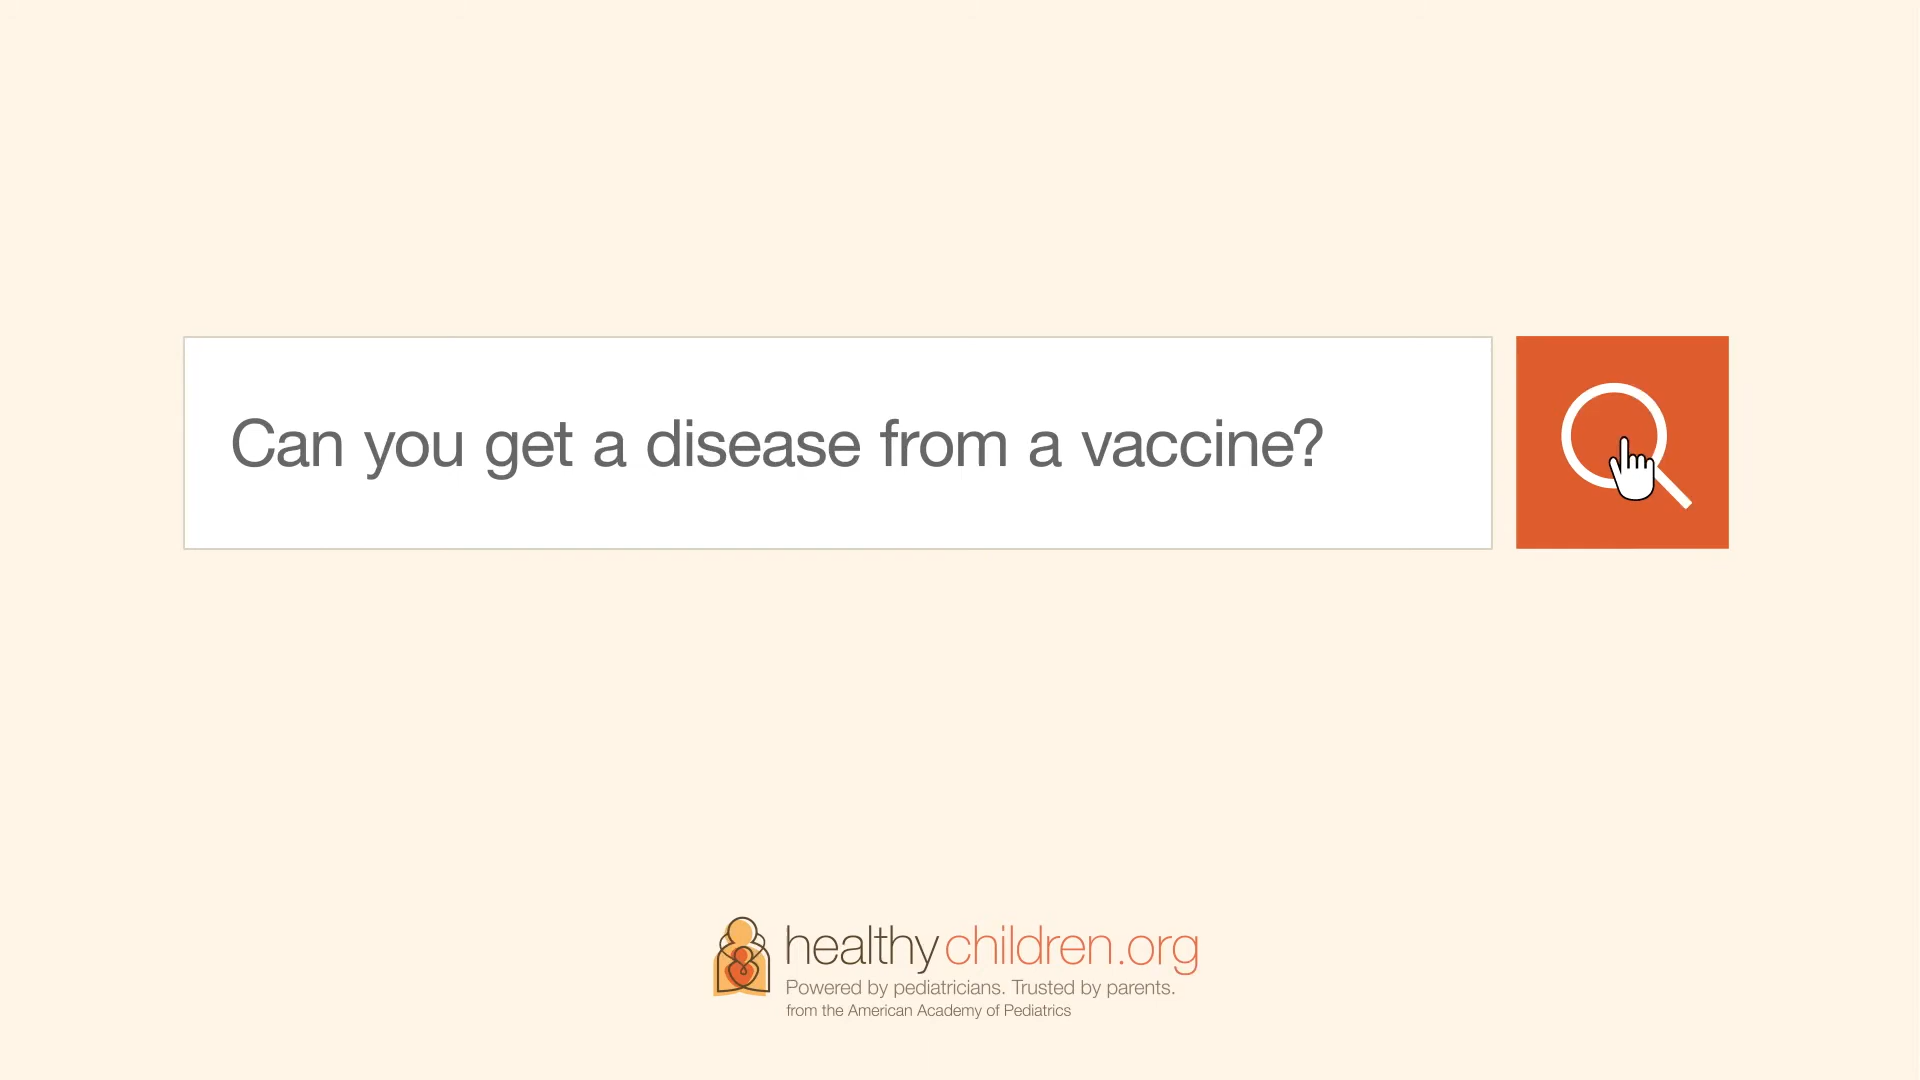 Can you get a disease from a vaccine?
healthychildren.org
Powered by pediatricians. Trusted by parents.
from the American Academy of Pediatrics